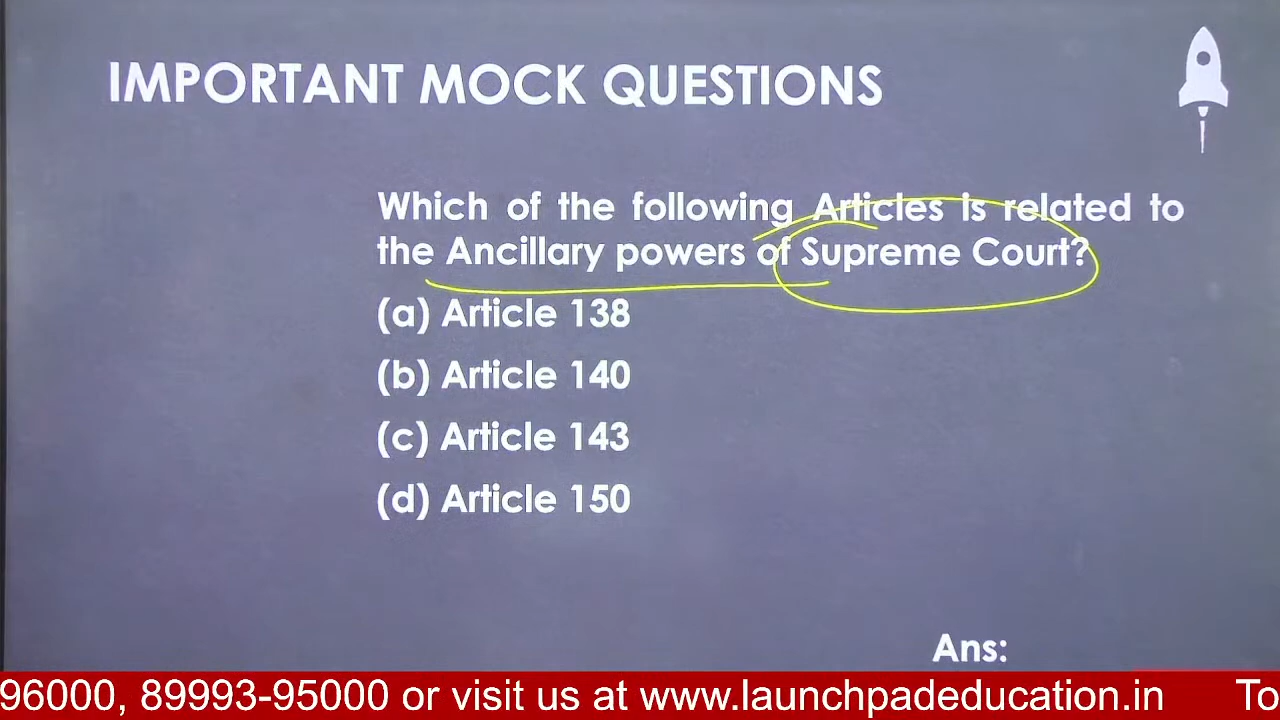 IMPORTANT MOCK QUESTIONS
Which of the following Articles is related to
the Ancillary powers of Supreme Court?
(a) Article 138
(b) Article 140
(c) Article 143
(d) Article 150
Ans:
96000, 89993-95000 or visit us at www.launchpadeducation.in To